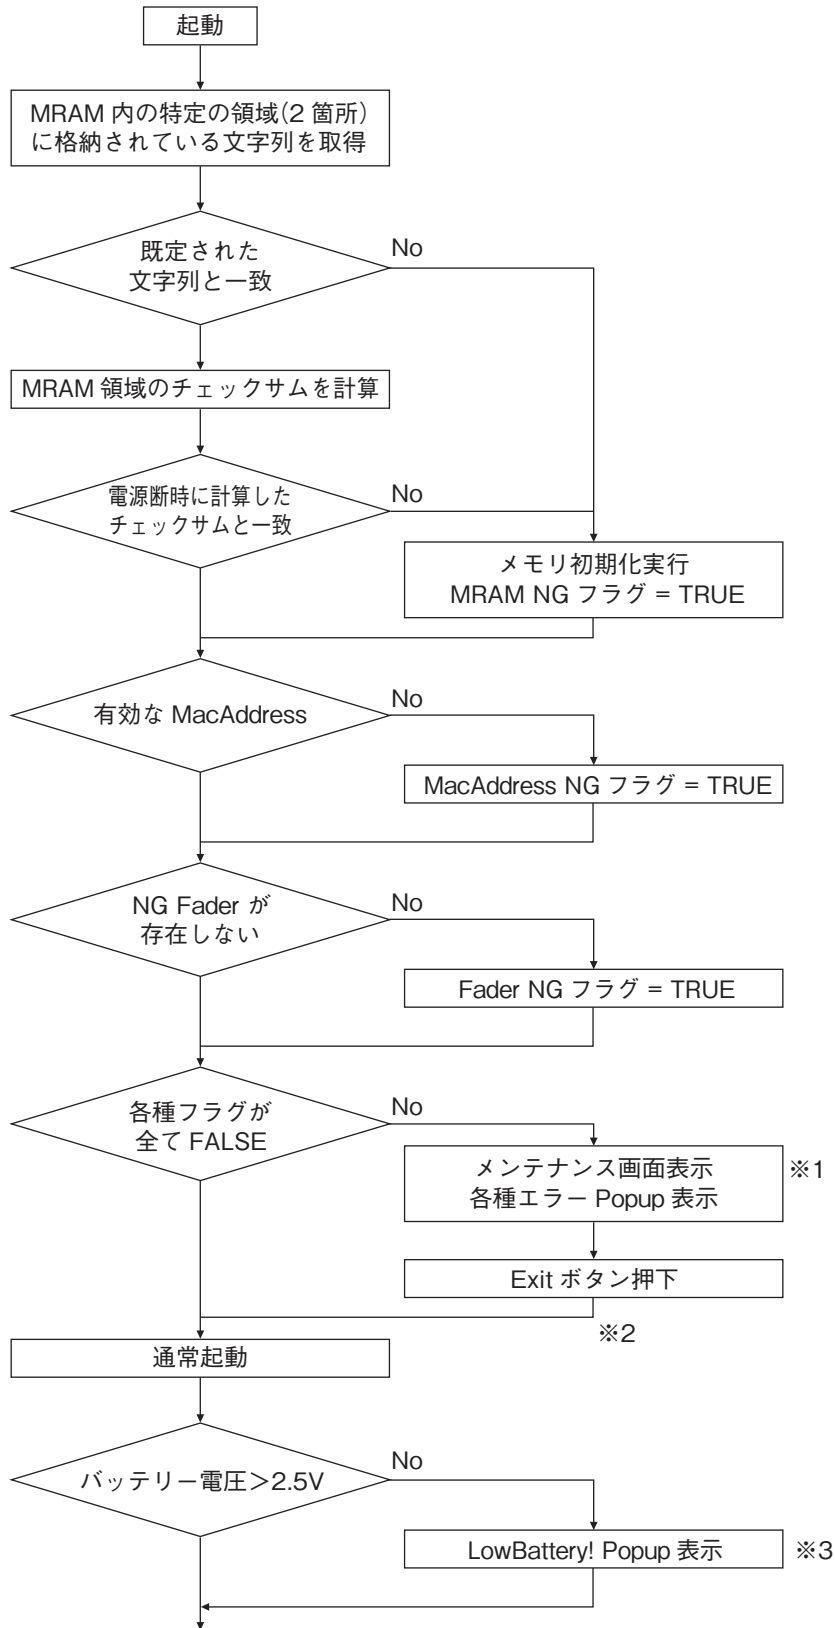 起動
MRAM 内の特定の領域(2 箇所)
に格納されている文字列を取得
既定された
文字列と一致
No
MRAM 領域のチェックサムを計算
電源断時に計算した
チェックサムと一致
No
メモリ初期化実行
MRAM NG フラグ = TRUE
有効な MacAddress
No
MacAddress NG フラグ = TRUE
NG Fader が
存在しない
No
Fader NG フラグ = TRUE
各種フラグが
全て FALSE
No
メンテナンス画面表示
各種エラー Popup 表示
※1
Exit ボタン押下
※2
通常起動
バッテリー電圧＞2.5V
No
LowBattery! Popup 表示
※3